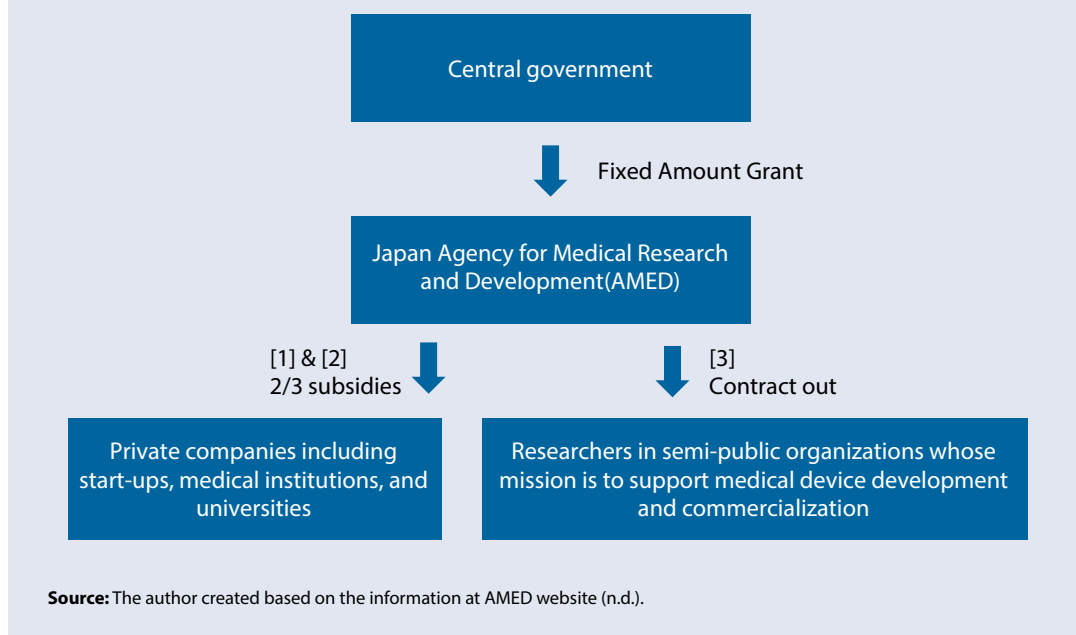 Central government
Fixed Amount Grant
Japan Agency for Medical Research
and Development(AMED)
[1] & [2]
2/3 subsidies
[3]
Contract out
Private companies including
start-ups, medical institutions, and
universities
Researchers in semi-public organizations whose
mission is to support medical device development
and commercialization
Source: The author created based on the information at AMED website (n.d.).